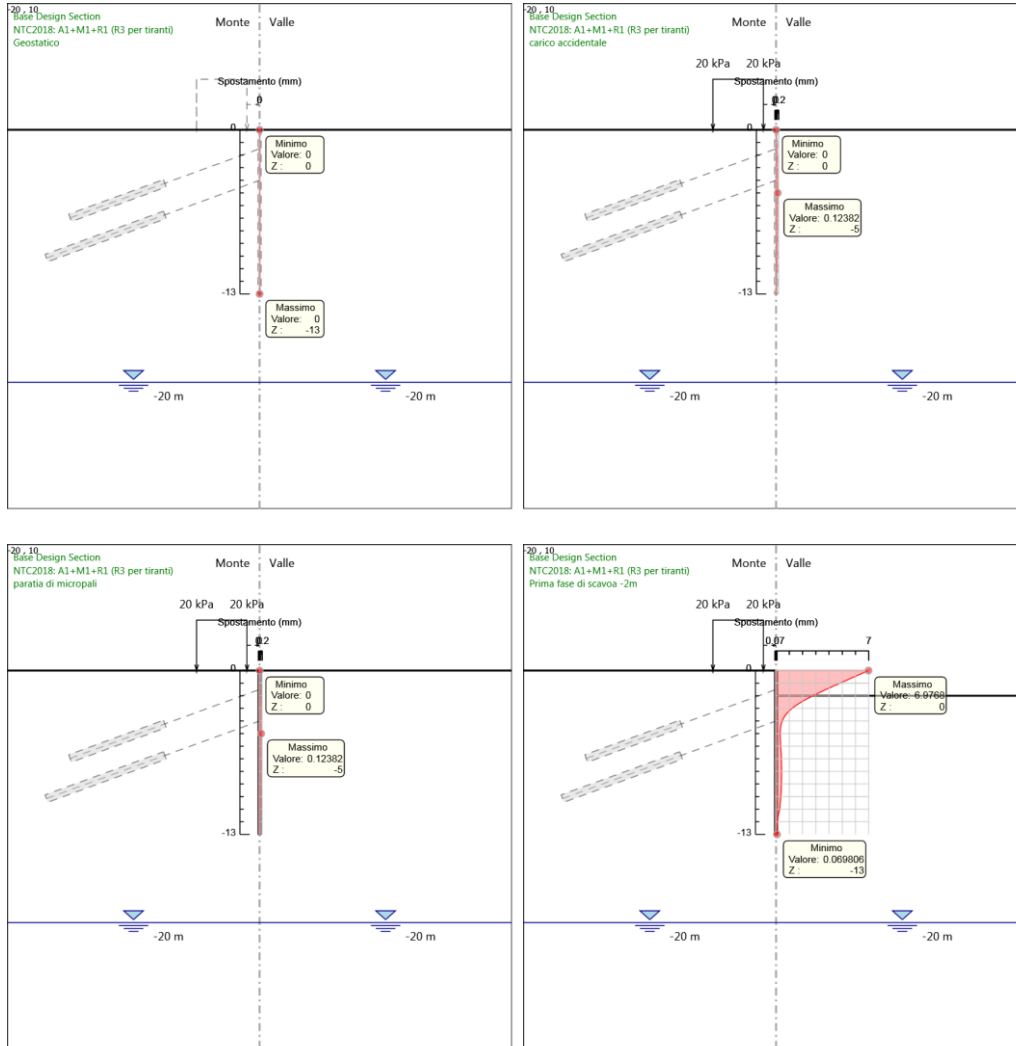 -20 , 10
Base Design Section
NTC2018: A1+M1+R1 (R3 per tiranti)
Geostatico
Monte
Valle
Spostamento (mm)
0
0
Minimo
Valore: 0
Z : 0
-13
Massimo
Valore: 0
Z : -13
-20 m
-20 m
-20 , 10
Base Design Section
NTC2018: A1+M1+R1 (R3 per tiranti)
carico accidentale
Monte
Valle
20 kPa
20 kPa
Spostamento (mm)
0.2
0
Minimo
Valore: 0
Z : 0
Massimo
Valore: 0.12382
Z : -5
-13
-20 m
-20 m
-20 , 10
Base Design Section
NTC2018: A1+M1+R1 (R3 per tiranti)
paratia di micropali
Monte
Valle
20 kPa
20 kPa
Spostamento (mm)
0.2
0
Minimo
Valore: 0
Z : 0
Massimo
Valore: 0.12382
Z : -5
-13
-20 m
-20 m
-20 , 10
Base Design Section
NTC2018: A1+M1+R1 (R3 per tiranti)
Prima fase di scavoa -2m
Monte
Valle
20 kPa
20 kPa
Spostamento (mm)
0.07
7
0
Massimo
Valore: 6.9768
Z : 0
-13
Minimo
Valore: 0.069806
Z : -13
-20 m
-20 m